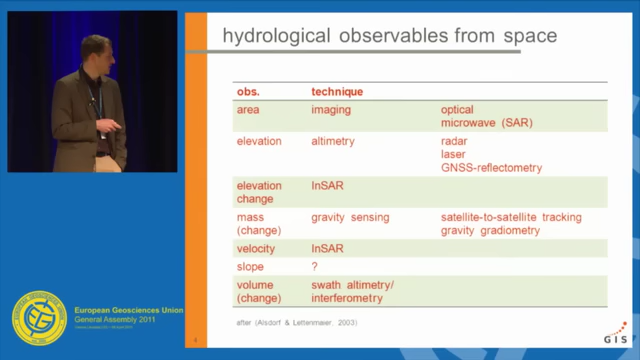 hydrological observables from space
obs. technique
area imaging optical
microwave (SAR)
elevation altimetry radar
laser
GNSS-reflectometry
elevation InSAR
change
mass gravity sensing satellite-to-satellite tracking
(change) gravity gradiometry
velocity InSAR
slope ?
volume swath altimetry/
(change) interferometry
after (Alsdorf & Lettenmaier, 2003)
GIS
European Geosciences Union
General Assembly 2011